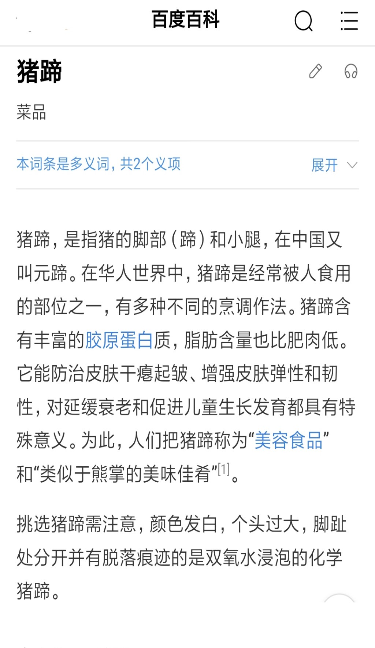 百度百科
猪蹄
菜品
本词条是多义词，共2个义项
展开
猪蹄，是指猪的脚部（蹄）和小腿，在中国又
叫元蹄。在华人世界中，猪蹄是经常被人食用
的部位之一，有多种不同的烹调作法。猪蹄含
有丰富的胶原蛋白质，脂肪含量也比肥肉低。
它能防治皮肤干瘪起皱、增强皮肤弹性和韧
性，对延缓衰老和促进儿童生长发育都具有特
殊意义。为此，人们把猪蹄称为“美容食品”
和“类似于熊掌的美味佳肴”[1]。
挑选猪蹄需注意，颜色发白，个头过大，脚趾
处分开并有脱落痕迹的是双氧水浸泡的化学
猪蹄。